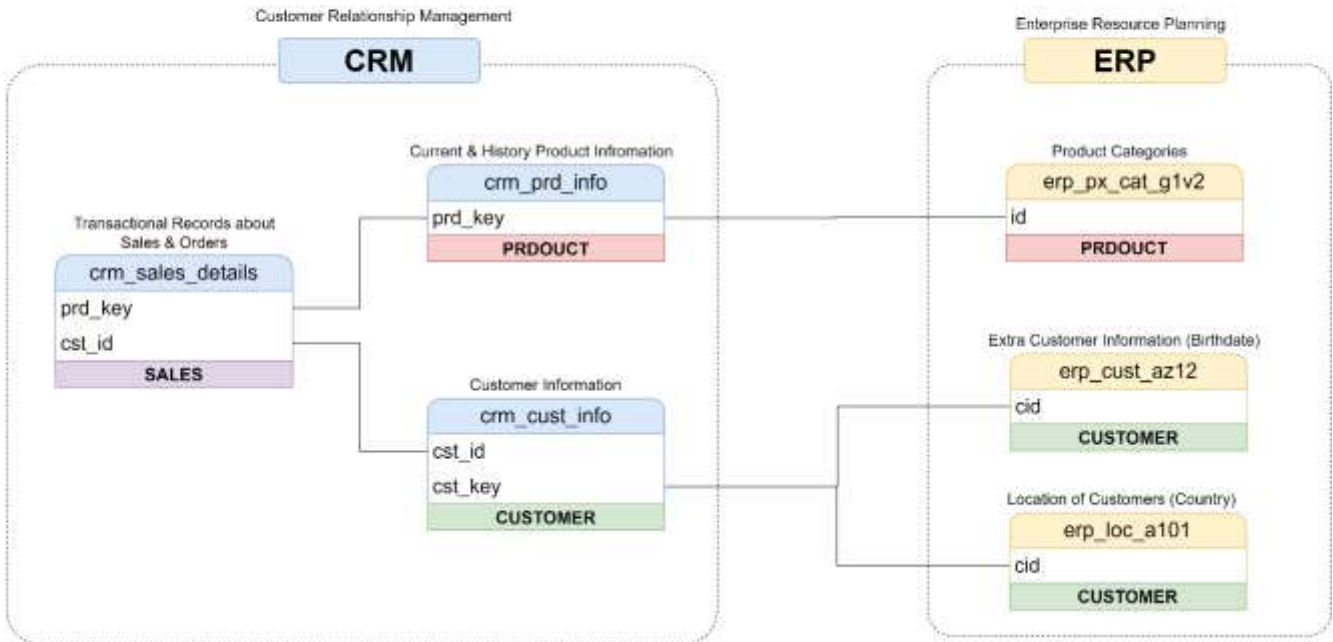 Customer Relationship Management
CRM
Enterprise Resource Planning
ERP
Current & History Product Infromation
crm_prd_info
prd_key
PRDOUCT
Product Categories
erp_px_cat_g1v2
id
PRDOUCT
Transactional Records about
Sales & Orders
crm_sales_details
prd_key
cst_id
SALES
Customer Information
crm_cust_info
cst_id
cst_key
CUSTOMER
Extra Customer Information (Birthdate)
erp_cust_az12
cid
CUSTOMER
Location of Customers (Country)
erp_loc_a101
cid
CUSTOMER